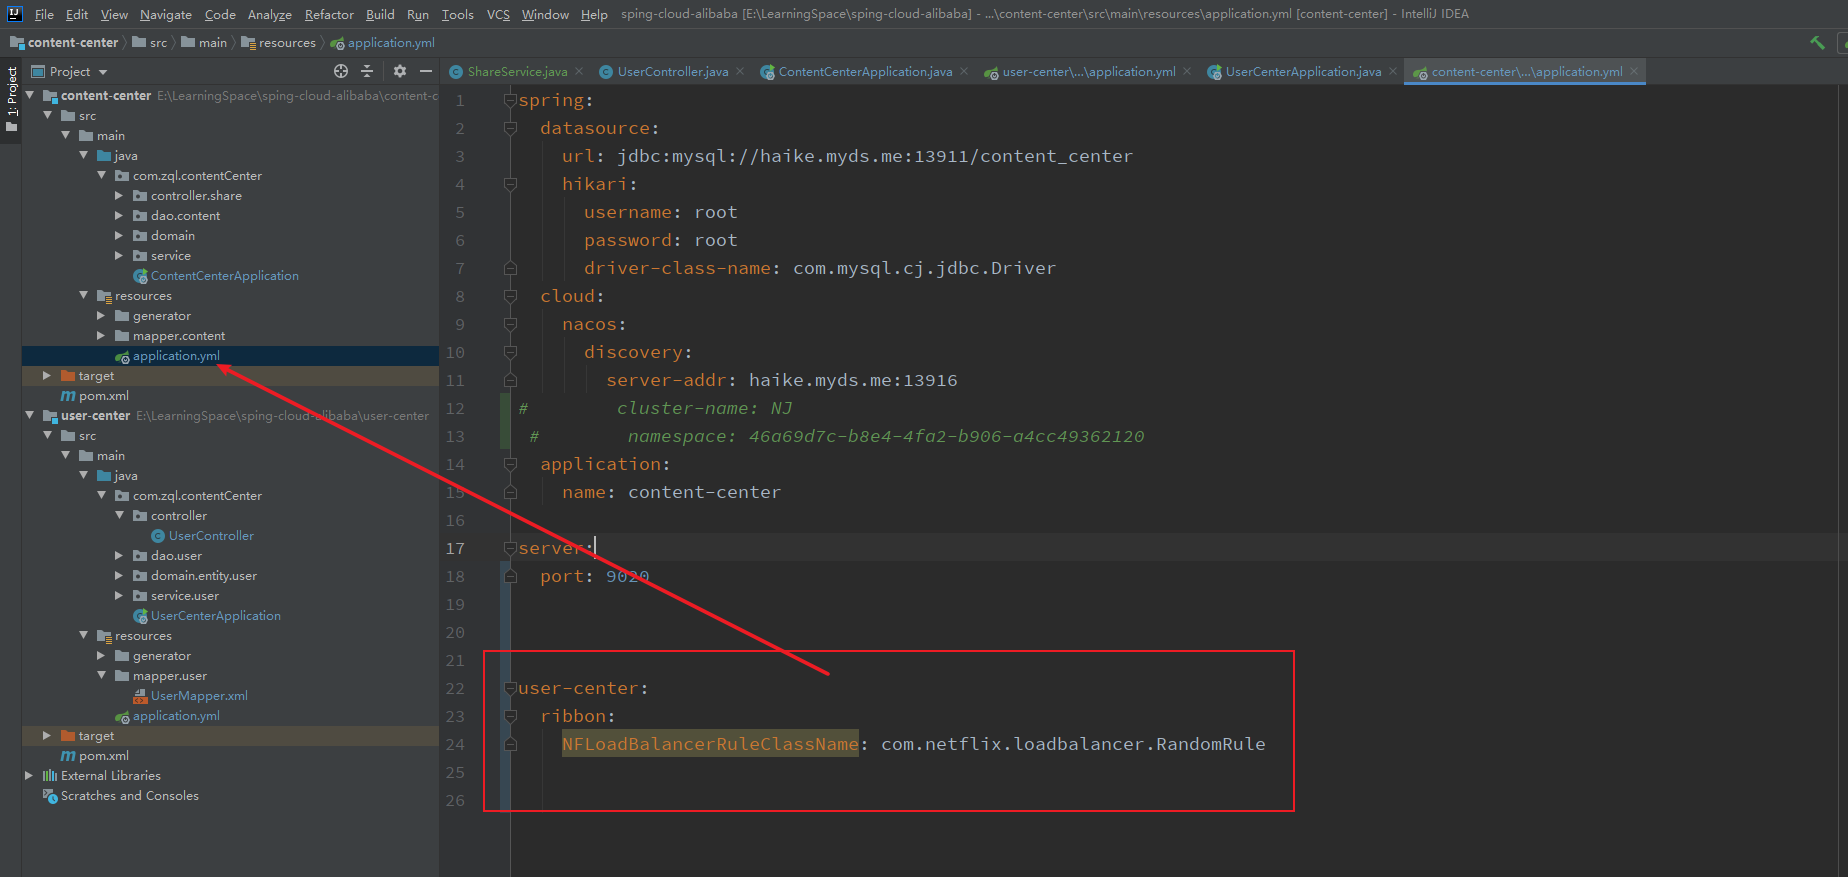 File Edit View Navigate Code Analyze Refactor Build Run Tools VCS Window Help sping-cloud-alibaba [E:\LearningSpace\sping-cloud-alibaba] - ...\content-center\src\main\resources\application.yml [content-center] - IntelliJ IDEA
content-center src main resources application.yml
1: Project
Project
content-center E:\LearningSpace\sping-cloud-alibaba\content-c
src
main
java
com.zql.contentCenter
controller.share
dao.content
domain
service
ContentCenterApplication
resources
generator
mapper.content
application.yml
target
pom.xml
user-center E:\LearningSpace\sping-cloud-alibaba\user-center
src
main
java
com.zql.contentCenter
controller
UserController
dao.user
domain.entity.user
service.user
UserCenterApplication
resources
generator
mapper.user
UserMapper.xml
application.yml
target
pom.xml
External Libraries
Scratches and Consoles
ShareService.java UserController.java ContentCenterApplication.java user-center\...\application.yml UserCenterApplication.java content-center\...\application.yml
1 spring:
2 datasource:
3 url: jdbc:mysql://haike.myds.me:13911/content_center
4 hikari:
5 username: root
6 password: root
7 driver-class-name: com.mysql.cj.jdbc.Driver
8 cloud:
9 nacos:
10 discovery:
11 server-addr: haike.myds.me:13916
12 # cluster-name: NJ
13 # namespace: 46a69d7c-b8e4-4fa2-b906-a4cc49362120
14 application:
15 name: content-center
16
17 server:
18 port: 9020
19
20
21
22 user-center:
23 ribbon:
24 NFLoadBalancerRuleClassName: com.netflix.loadbalancer.RandomRule
25
26